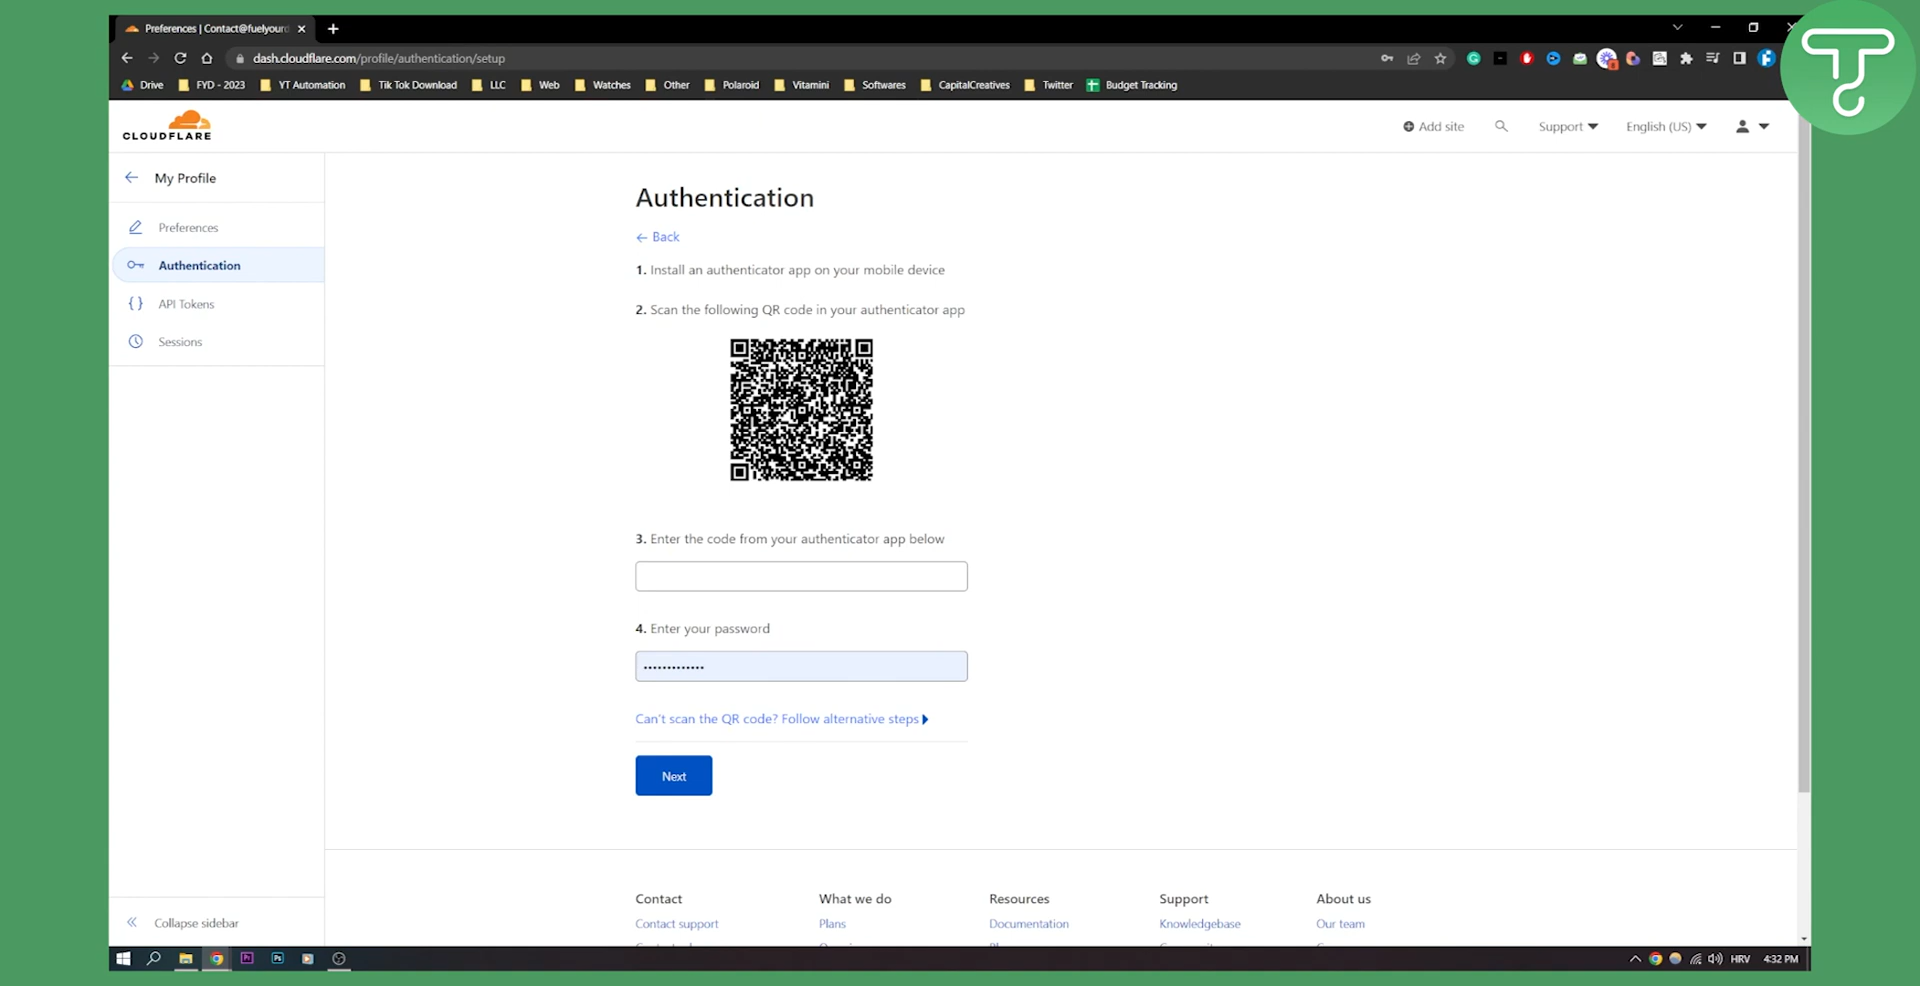 Preferences | Contact@fuelyour
dash.cloudflare.com/profile/authentication/setup
Drive FYD - 2023 YT Automation Tik Tok Download LLC Web Watches Other Polaroid Vitamini Softwares CapitalCreatives Twitter Budget Tracking
CLOUDFLARE
Add site Support English (US)
My Profile
Preferences
Authentication
API Tokens
Sessions
Collapse sidebar
Authentication
← Back
1. Install an authenticator app on your mobile device
2. Scan the following QR code in your authenticator app
3. Enter the code from your authenticator app below
4. Enter your password
•••••••••••••
Can't scan the QR code? Follow alternative steps
Next
Contact What we do Resources Support About us
Contact support Plans Documentation Knowledgebase Our team
Pr Ps HRV 4:32 PM